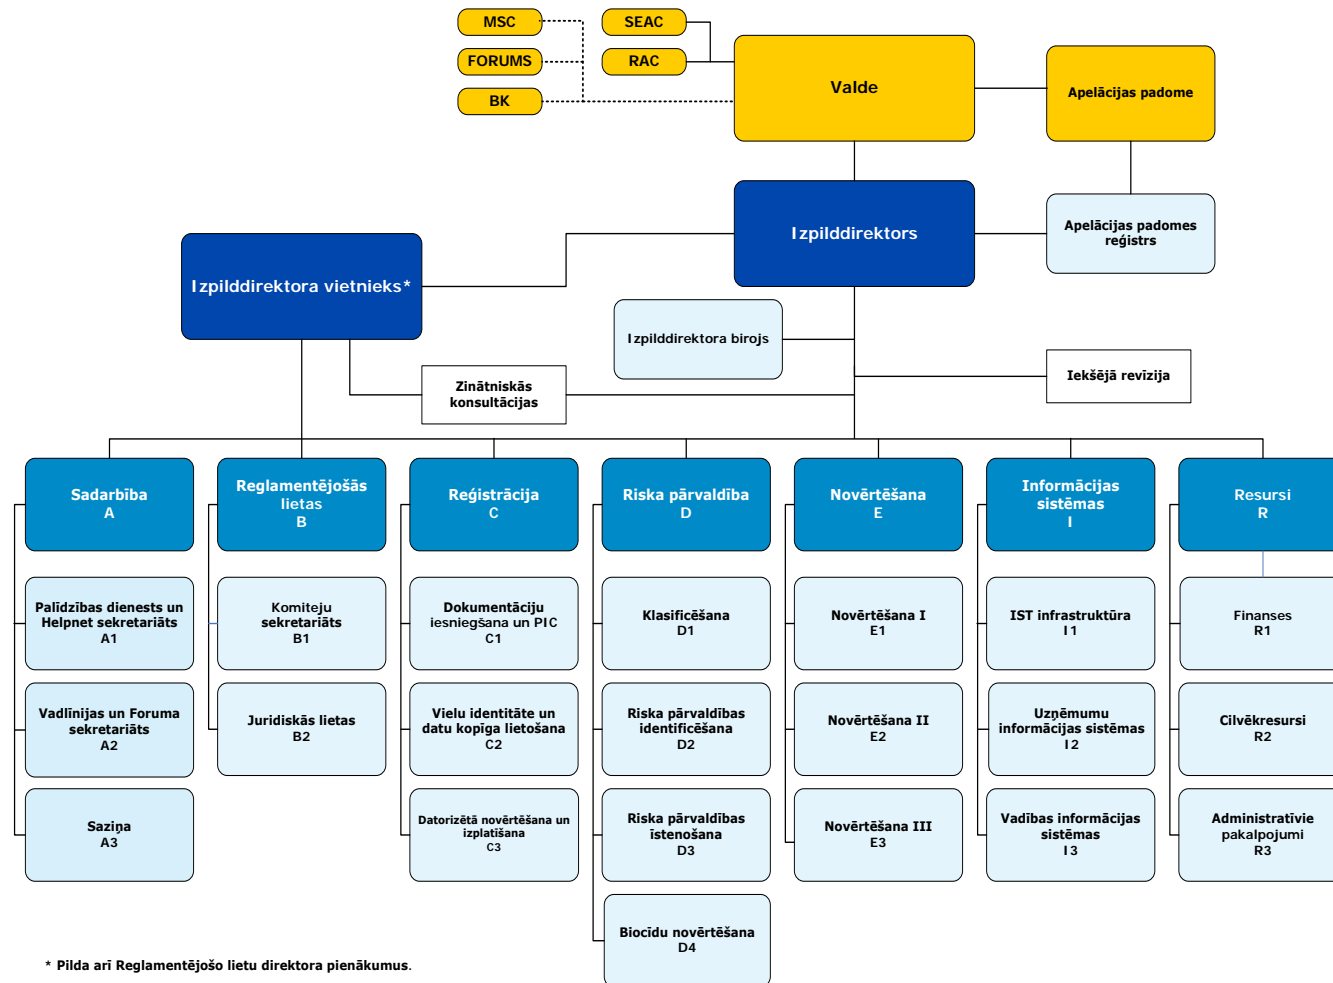 MSC
SEAC
FORUMS
RAC
BK
Valde
Apelācijas padome
Izpilddirektors
Apelācijas padomes
reģistrs
Izpilddirektora vietnieks*
Izpilddirektora birojs
Zinātniskās
konsultācijas
Iekšējā revīzija
Sadarbība
A
Reglamentējošās
lietas
B
Reģistrācija
C
Riska pārvaldība
D
Novērtēšana
E
Informācijas
sistēmas
I
Resursi
R
Palīdzības dienests un
Helpnet sekretariāts
A1
Komiteju
sekretariāts
B1
Dokumentāciju
iesniegšana un PIC
C1
Klasificēšana
D1
Novērtēšana I
E1
IST infrastruktūra
I1
Finanses
R1
Vadlīnijas un Foruma
sekretariāts
A2
Juridiskās lietas
B2
Vielu identitāte un
datu kopīga lietošana
C2
Riska pārvaldības
identificēšana
D2
Novērtēšana II
E2
Uzņēmumu
informācijas sistēmas
I2
Cilvēkresursi
R2
Saziņa
A3
Datorizētā novērtēšana un
izplatīšana
C3
Riska pārvaldības
īstenošana
D3
Novērtēšana III
E3
Vadības informācijas
sistēmas
I3
Administratīvie
pakalpojumi
R3
Biocīdu novērtēšana
D4
* Pilda arī Reglamentējošo lietu direktora pienākumus.